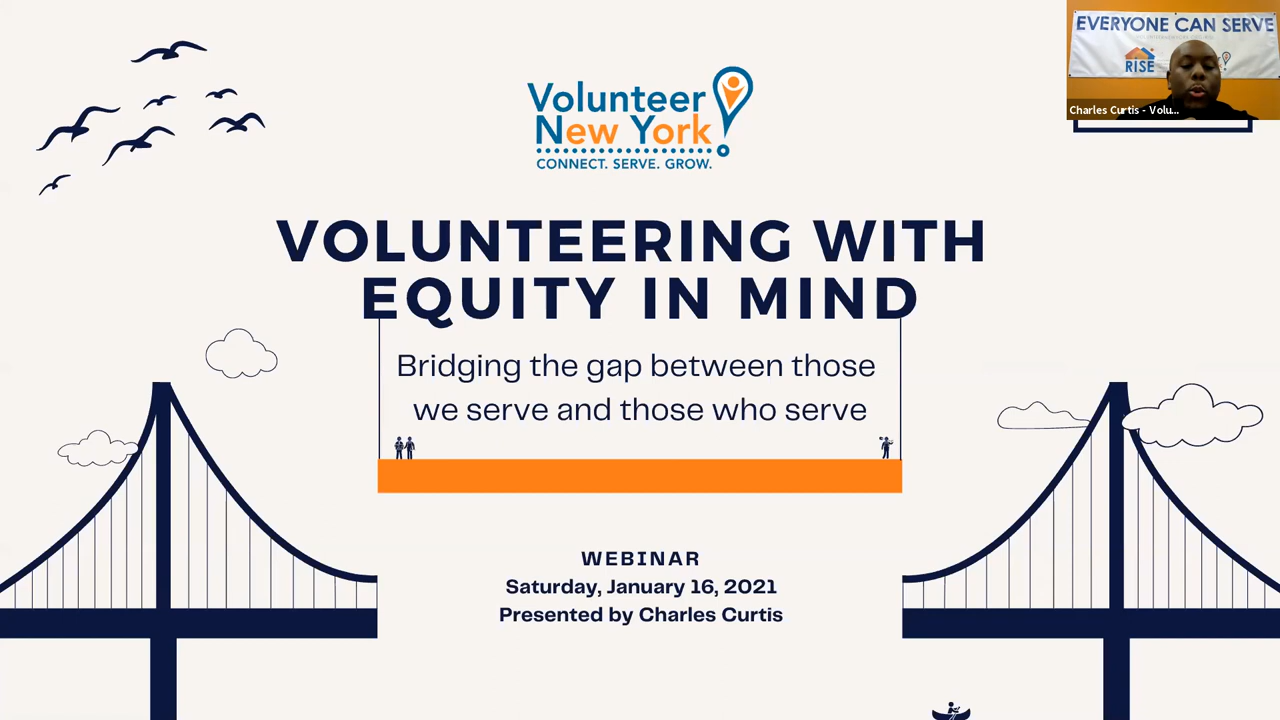 EVERYONE CAN SERVE
RISE
Charles Curtis - Volu...
Volunteer
New York
CONNECT. SERVE. GROW.
VOLUNTEERING WITH
EQUITY IN MIND
Bridging the gap between those
we serve and those who serve
WEBINAR
Saturday, January 16, 2021
Presented by Charles Curtis